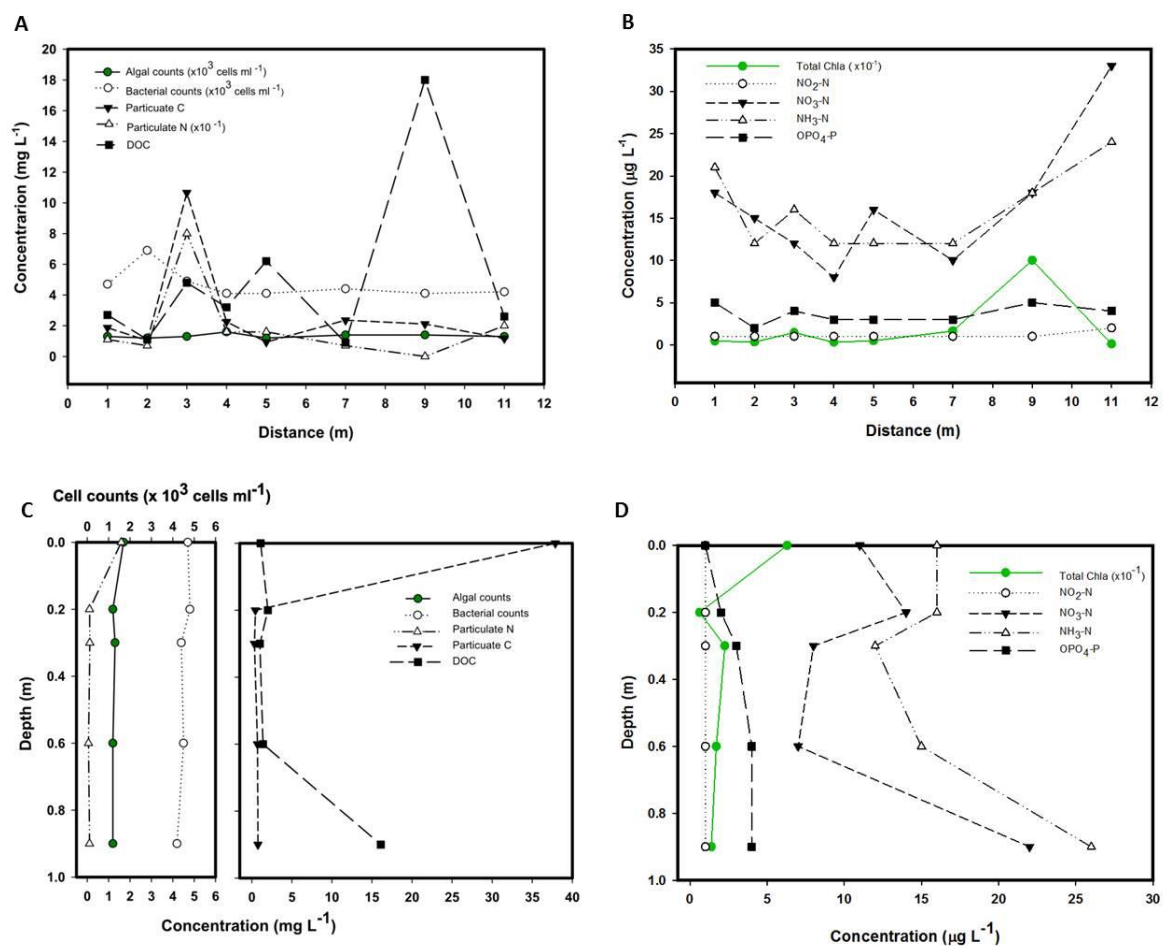 A
20
18
16
14
12
10
8
6
4
2
0
Concentrarion (mg L-1)
Algal counts (x10³ cells ml⁻¹)
Bacterial counts (x10³ cells ml⁻¹)
Particuate C
Particulate N (x10⁻¹)
DOC
0 1 2 3 4 5 6 7 8 9 10 11 12
Distance (m)
B
35
30
25
20
15
10
5
0
Concentration (µg L-1)
Total Chla (x10⁻¹)
NO₂-N
NO₃-N
NH₃-N
OPO₄-P
0 1 2 3 4 5 6 7 8 9 10 11 12
Distance (m)
Cell counts (x 10³ cells ml⁻¹)
C
0 1 2 3 4 5 6
0.0
0.2
0.4
0.6
0.8
1.0
Depth (m)
Algal counts
Bacterial counts
Particulate N
Particuate C
DOC
0 1 2 3 4 5 6
0 5 10 15 20 25 30 35 40
Concentration (mg L⁻¹)
D
0.0
0.2
0.4
0.6
0.8
1.0
Depth (m)
Total Chla (x10⁻¹)
NO₂-N
NO₃-N
NH₃-N
OPO₄-P
0 5 10 15 20 25 30
Concentration (µg L⁻¹)